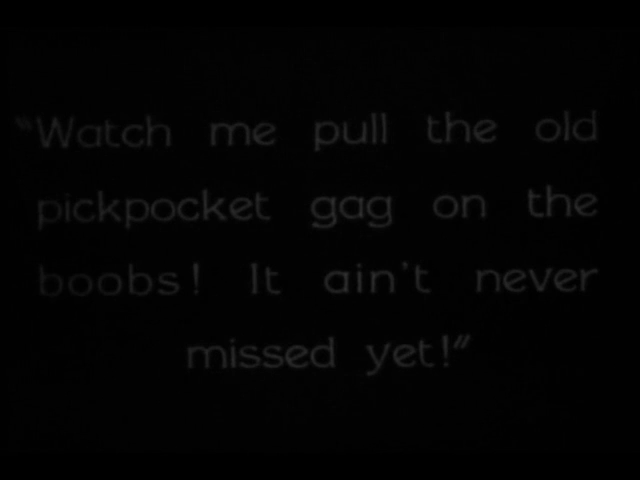 "Watch me pull the old
pickpocket gag on the
boobs! It ain't never
missed yet!"